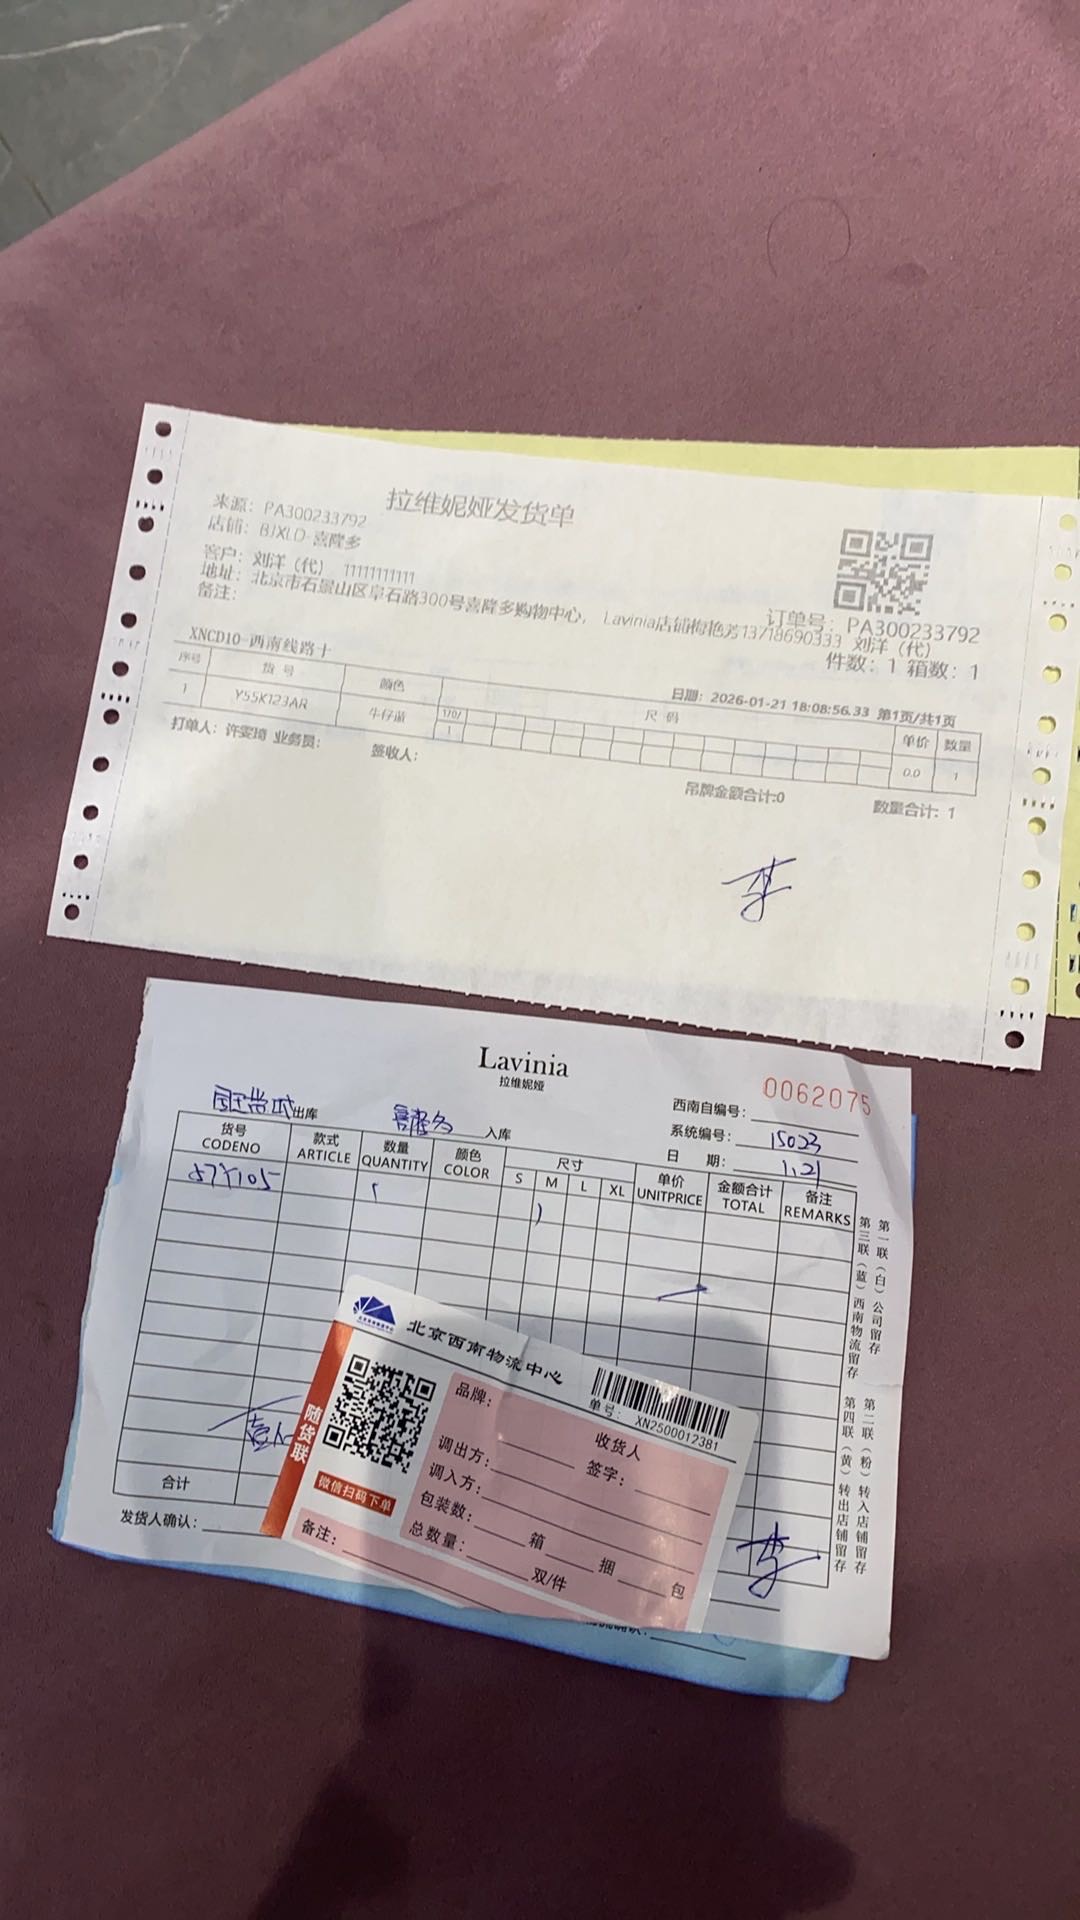 拉维妮娅发货单
来源：PA300233792
店铺：BJXLD-喜隆多
客户：刘洋（代） 11111111111
地址：北京市石景山区阜石路300号喜隆多购物中心， Lavinia店铺梅艳芳13718690333 刘洋（代）
备注：
订单号：PA300233792
件数：1 箱数：1
XNCD10-西南线路十
日期：2026-01-21 18:08:56.33 第1页/共1页
序号 货号 颜色 尺码 单价 数量
1 Y55K123AR 牛仔蓝 170/ 1 0.0 1
打单人：许雯琦 业务员： 签收人：
吊牌金额合计:0 数量合计：1
李
Lavinia
拉维妮娅
0062075
西南自编号：
出库 喜隆多 入库
系统编号：15023
日 期：1.21
货号 款式 数量 颜色 尺寸 单价 金额合计 备注
CODENO ARTICLE QUANTITY COLOR S M L XL UNITPRICE TOTAL REMARKS
57Y105 1 1
合计
发货人确认：
第一联（白）公司留存
第二联（粉）转入店铺留存
第三联（蓝）西南物流留存
第四联（黄）转出店铺留存
李
北京西南物流中心
随货联
微信扫码下单
单号：XN2500012381
品牌：
收货人
签字：
调出方：
调入方：
包装数： 箱 捆 包
总数量： 双/件
备注：